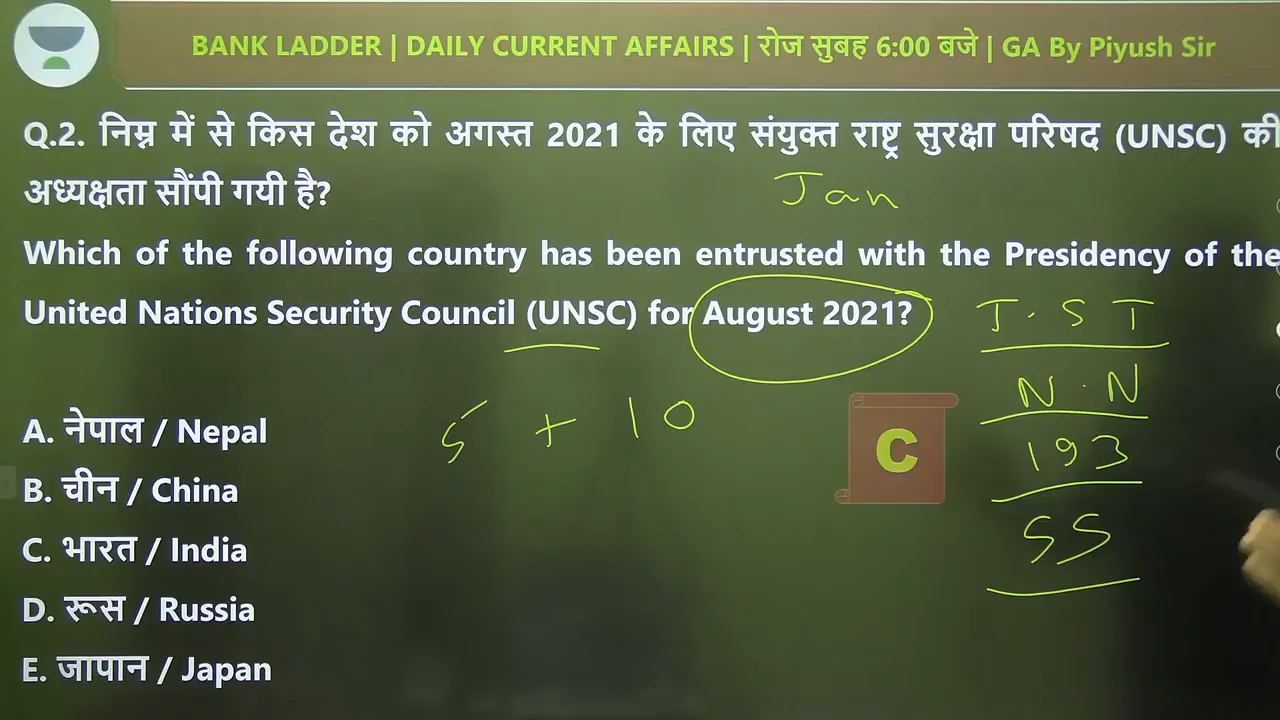 BANK LADDER | DAILY CURRENT AFFAIRS | रोज सुबह 6:00 बजे | GA By Piyush Sir
Q.2. निम्न में से किस देश को अगस्त 2021 के लिए संयुक्त राष्ट्र सुरक्षा परिषद (UNSC) की
अध्यक्षता सौंपी गयी है?
Jan
Which of the following country has been entrusted with the Presidency of the
United Nations Security Council (UNSC) for August 2021?
T.ST
N.N
193
55
5 + 10
C
A. नेपाल / Nepal
B. चीन / China
C. भारत / India
D. रूस / Russia
E. जापान / Japan